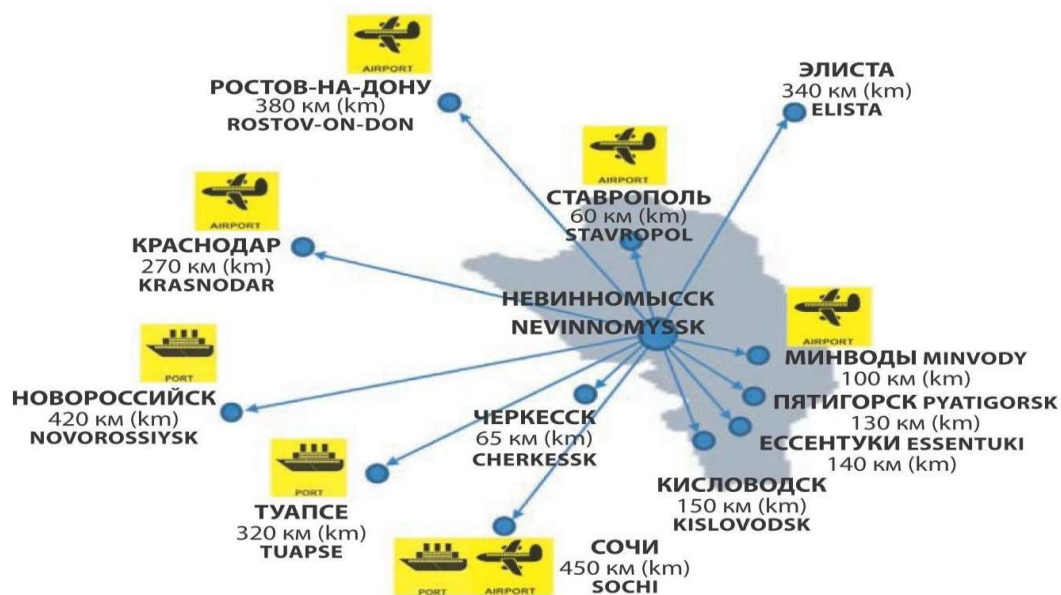 AIRPORT
РОСТОВ-НА-ДОНУ
380 км (km)
ROSTOV-ON-DON
ЭЛИСТА
340 км (km)
ELISTA
AIRPORT
СТАВРОПОЛЬ
60 км (km)
STAVROPOL
AIRPORT
КРАСНОДАР
270 км (km)
KRASNODAR
НЕВИННОМЫССК
NEVINNOMYSSK
AIRPORT
МИНВОДЫ MINVODY
100 км (km)
PORT
НОВОРОССИЙСК
420 км (km)
NOVOROSSIYSK
ЧЕРКЕССК
65 км (km)
CHERKESSK
ПЯТИГОРСК PYATIGORSK
130 км (km)
ЕССЕНТУКИ ESSENTUKI
140 км (km)
PORT
ТУАПСЕ
320 км (km)
TUAPSE
КИСЛОВОДСК
150 км (km)
KISLOVODSK
PORT
AIRPORT
СОЧИ
450 км (km)
SOCHI